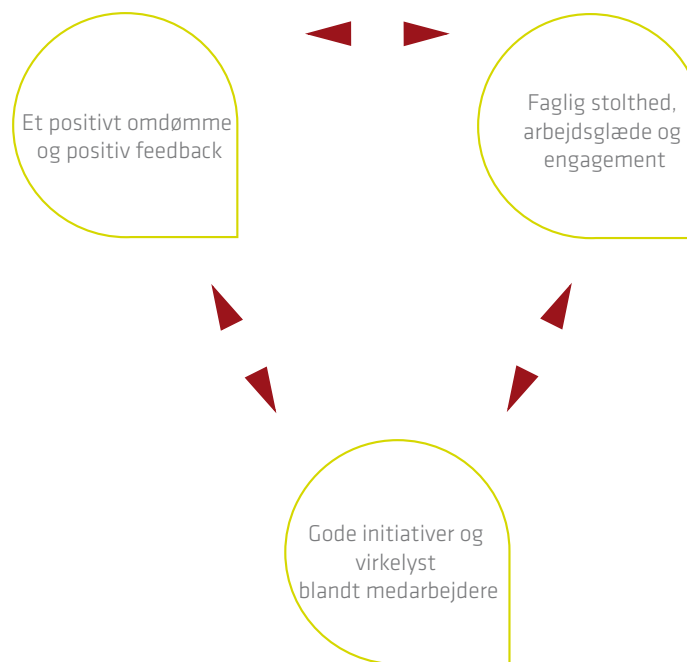 Et positivt omdømme
og positiv feedback
Faglig stolthed,
arbejdsglæde og
engagement
Gode initiativer og
virkelyst
blandt medarbejdere